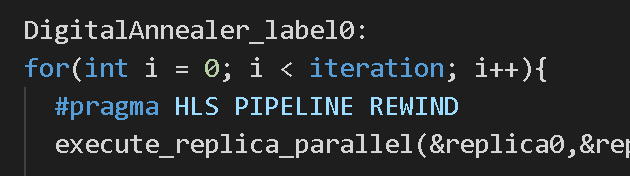 DigitalAnnealer_label0:
for(int i = 0; i < iteration; i++){
#pragma HLS PIPELINE REWIND
execute_replica_parallel(&replica0,&rep